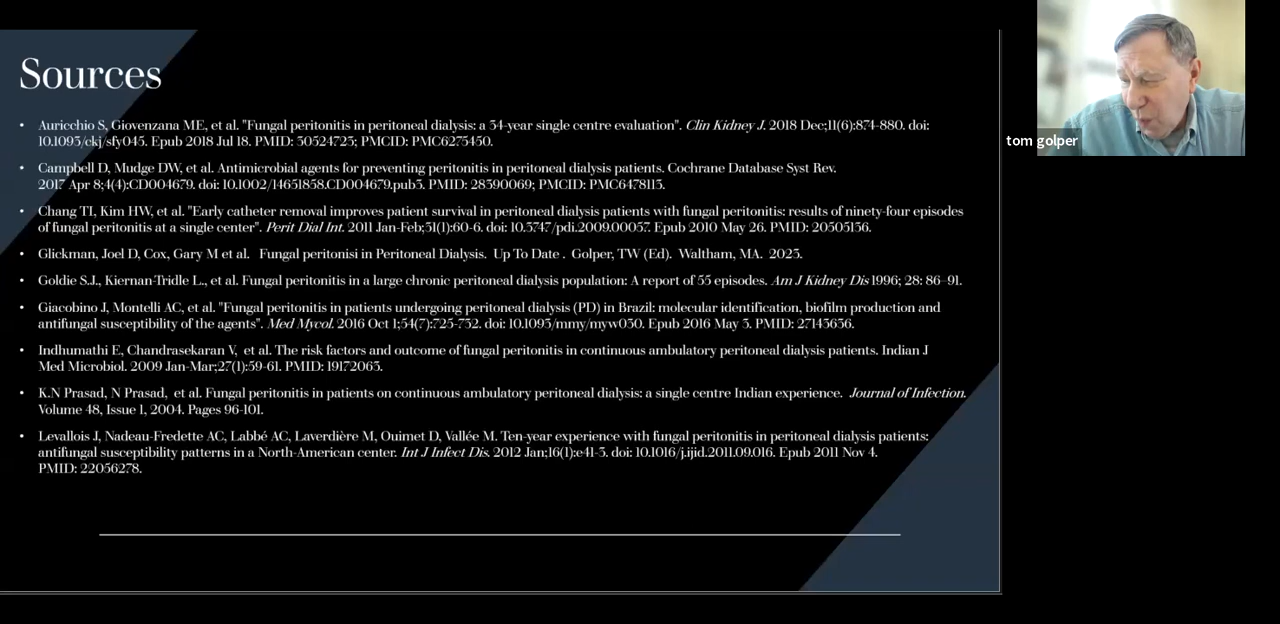 Sources
• Auricchio S, Giovenzana ME, et al. "Fungal peritonitis in peritoneal dialysis: a 34-year single centre evaluation". Clin Kidney J. 2018 Dec;11(6):874-880. doi:
10.1093/ckj/sfy045. Epub 2018 Jul 18. PMID: 30524723; PMCID: PMC6275450.
• Campbell D, Mudge DW, et al. Antimicrobial agents for preventing peritonitis in peritoneal dialysis patients. Cochrane Database Syst Rev.
2017 Apr 8;4(4):CD004679. doi: 10.1002/14651858.CD004679.pub3. PMID: 28390069; PMCID: PMC6478113.
• Chang TI, Kim HW, et al. "Early catheter removal improves patient survival in peritoneal dialysis patients with fungal peritonitis: results of ninety-four episodes
of fungal peritonitis at a single center". Perit Dial Int. 2011 Jan-Feb;31(1):60-6. doi: 10.3747/pdi.2009.00057. Epub 2010 May 26. PMID: 20505136.
• Glickman, Joel D, Cox, Gary M et al. Fungal peritonisi in Peritoneal Dialysis. Up To Date . Golper, TW (Ed). Waltham, MA. 2023.
• Goldie S.J., Kiernan-Tridle L., et al. Fungal peritonitis in a large chronic peritoneal dialysis population: A report of 55 episodes. Am J Kidney Dis 1996; 28: 86–91.
• Giacobino J, Montelli AC, et al. "Fungal peritonitis in patients undergoing peritoneal dialysis (PD) in Brazil: molecular identification, biofilm production and
antifungal susceptibility of the agents". Med Mycol. 2016 Oct 1;54(7):725-732. doi: 10.1093/mmy/myw030. Epub 2016 May 3. PMID: 27143636.
• Indhumathi E, Chandrasekaran V, et al. The risk factors and outcome of fungal peritonitis in continuous ambulatory peritoneal dialysis patients. Indian J
Med Microbiol. 2009 Jan-Mar;27(1):59-61. PMID: 19172063.
• K.N Prasad, N Prasad, et al. Fungal peritonitis in patients on continuous ambulatory peritoneal dialysis: a single centre Indian experience. Journal of Infection.
Volume 48, Issue 1, 2004. Pages 96-101.
• Levallois J, Nadeau-Fredette AC, Labbé AC, Laverdière M, Ouimet D, Vallée M. Ten-year experience with fungal peritonitis in peritoneal dialysis patients:
antifungal susceptibility patterns in a North-American center. Int J Infect Dis. 2012 Jan;16(1):e41-3. doi: 10.1016/j.ijid.2011.09.016. Epub 2011 Nov 4.
PMID: 22056278.
tom golper